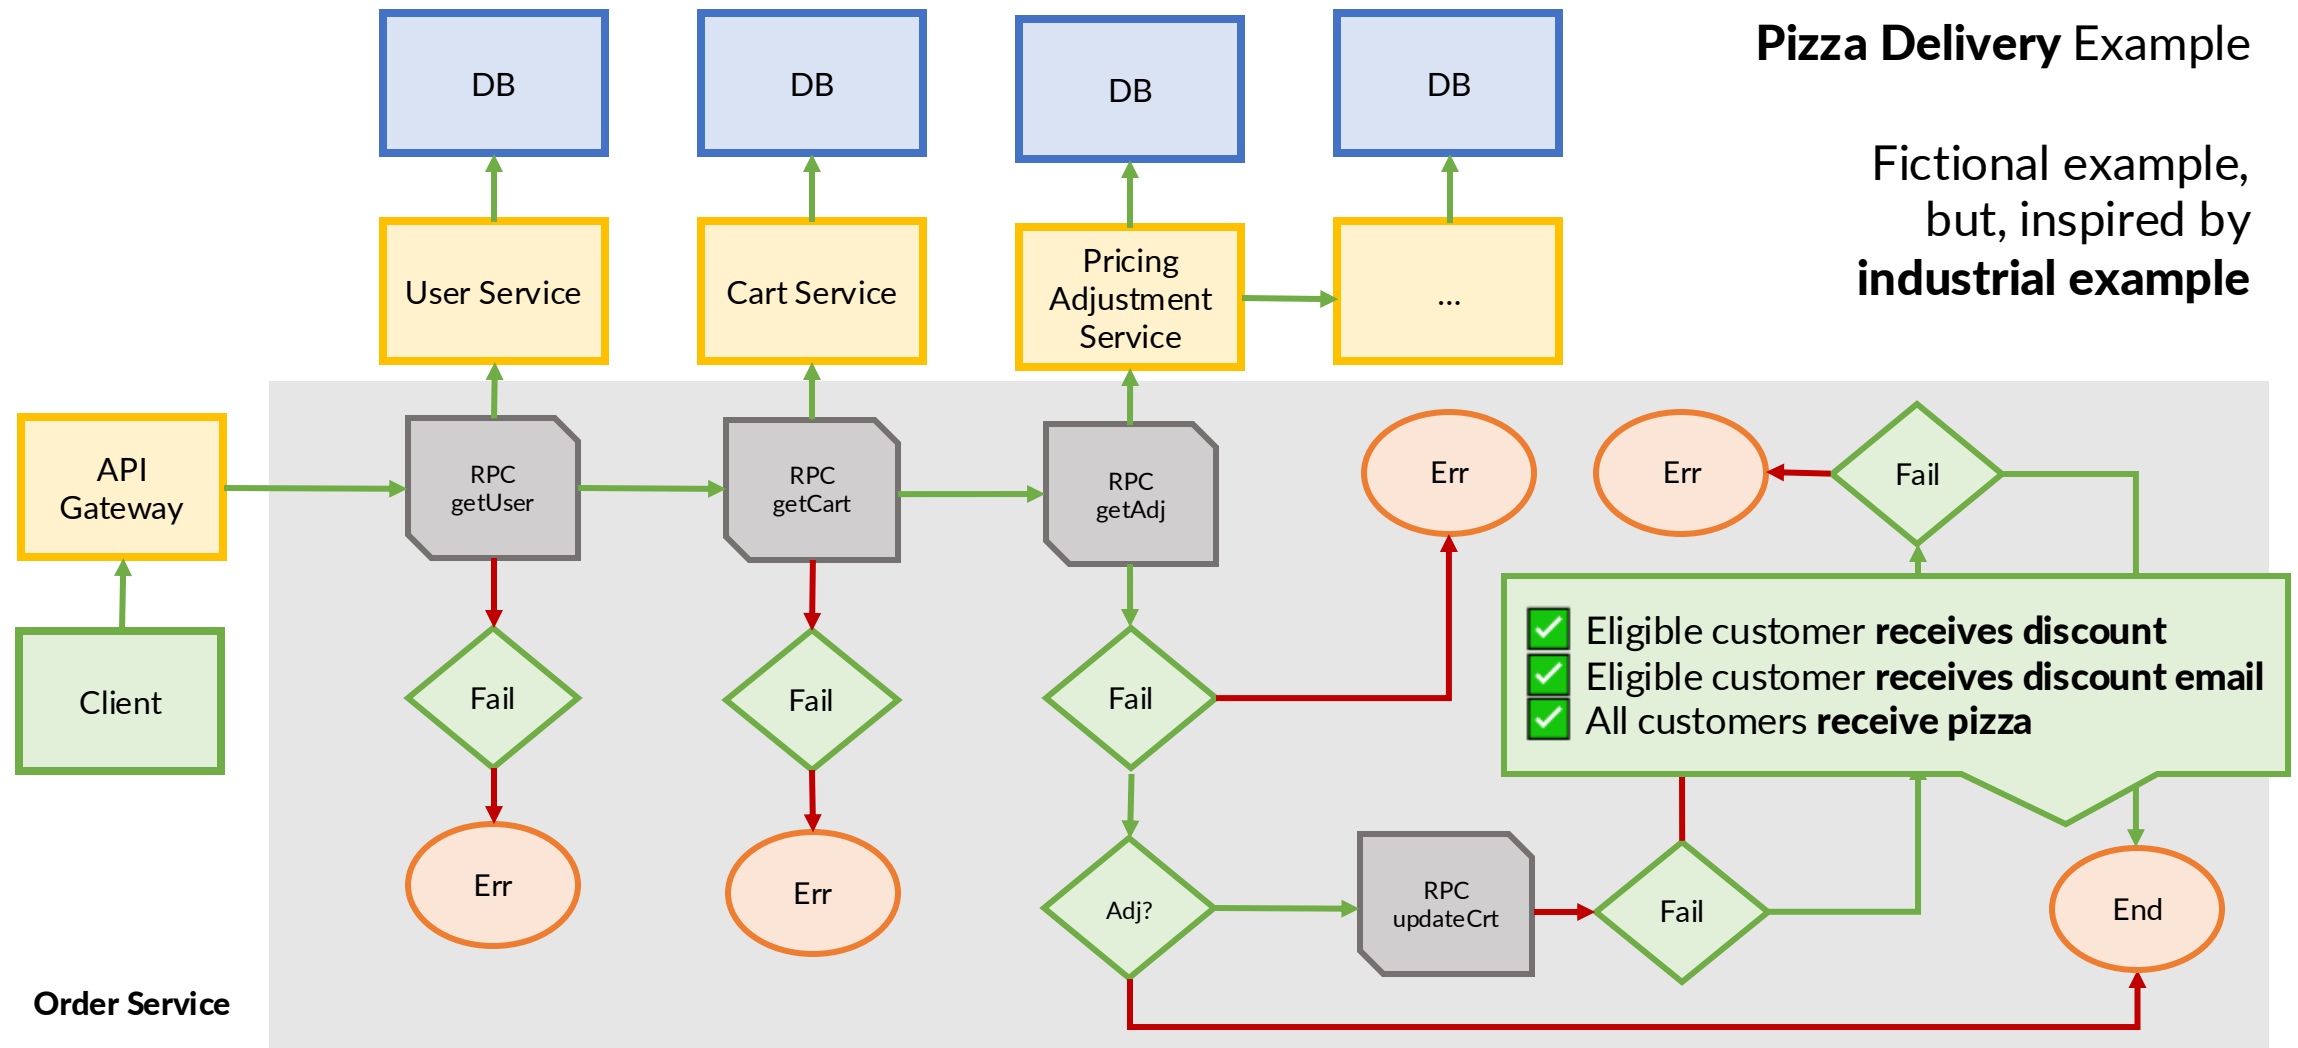 Pizza Delivery Example
Fictional example,
but, inspired by
industrial example
DB
DB
DB
DB
User Service
Cart Service
Pricing
Adjustment
Service
...
API
Gateway
RPC
getUser
RPC
getCart
RPC
getAdj
Err
Err
Fail
Client
Fail
Fail
Fail
✅ Eligible customer receives discount
✅ Eligible customer receives discount email
✅ All customers receive pizza
Err
Err
Adj?
RPC
updateCrt
Fail
End
Order Service